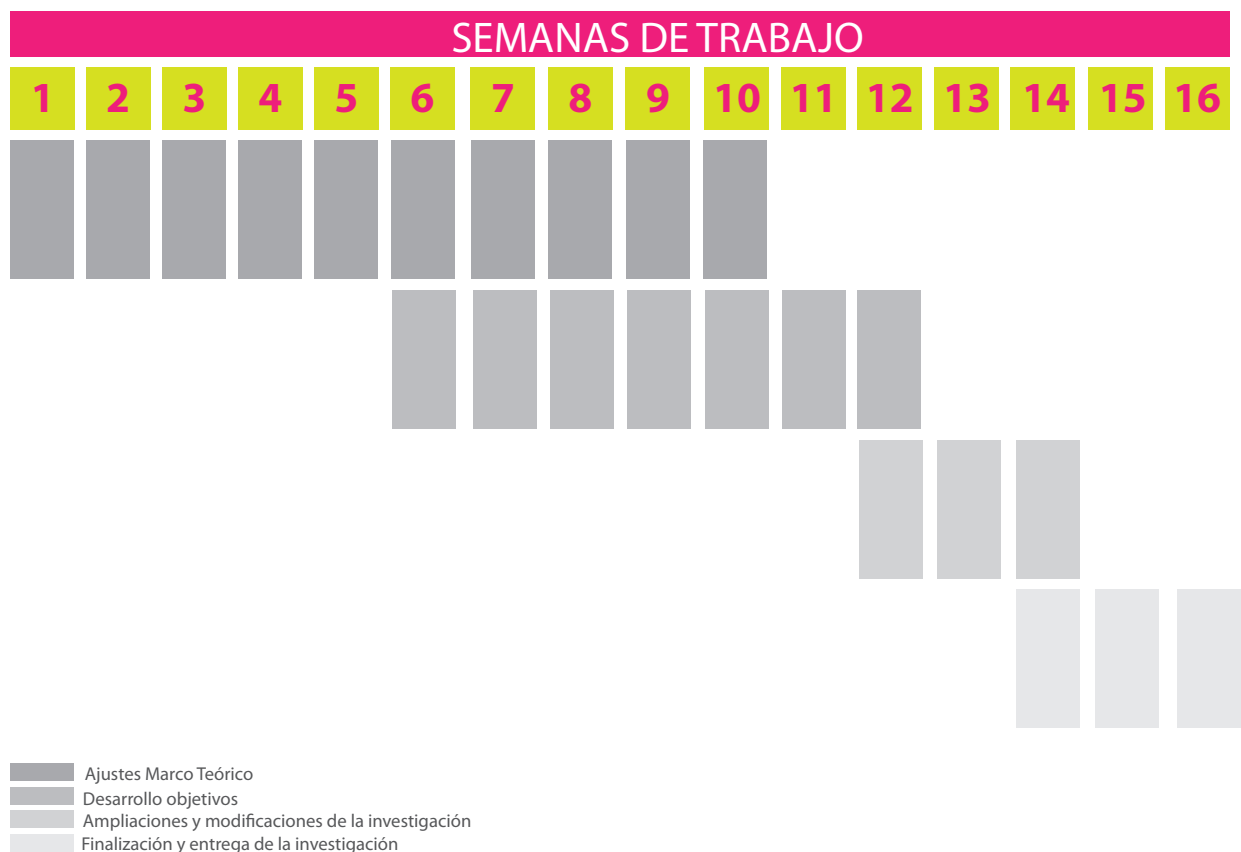 SEMANAS DE TRABAJO
1 2 3 4 5 6 7 8 9 10 11 12 13 14 15 16
Ajustes Marco Teórico
Desarrollo objetivos
Ampliaciones y modificaciones de la investigación
Finalización y entrega de la investigación